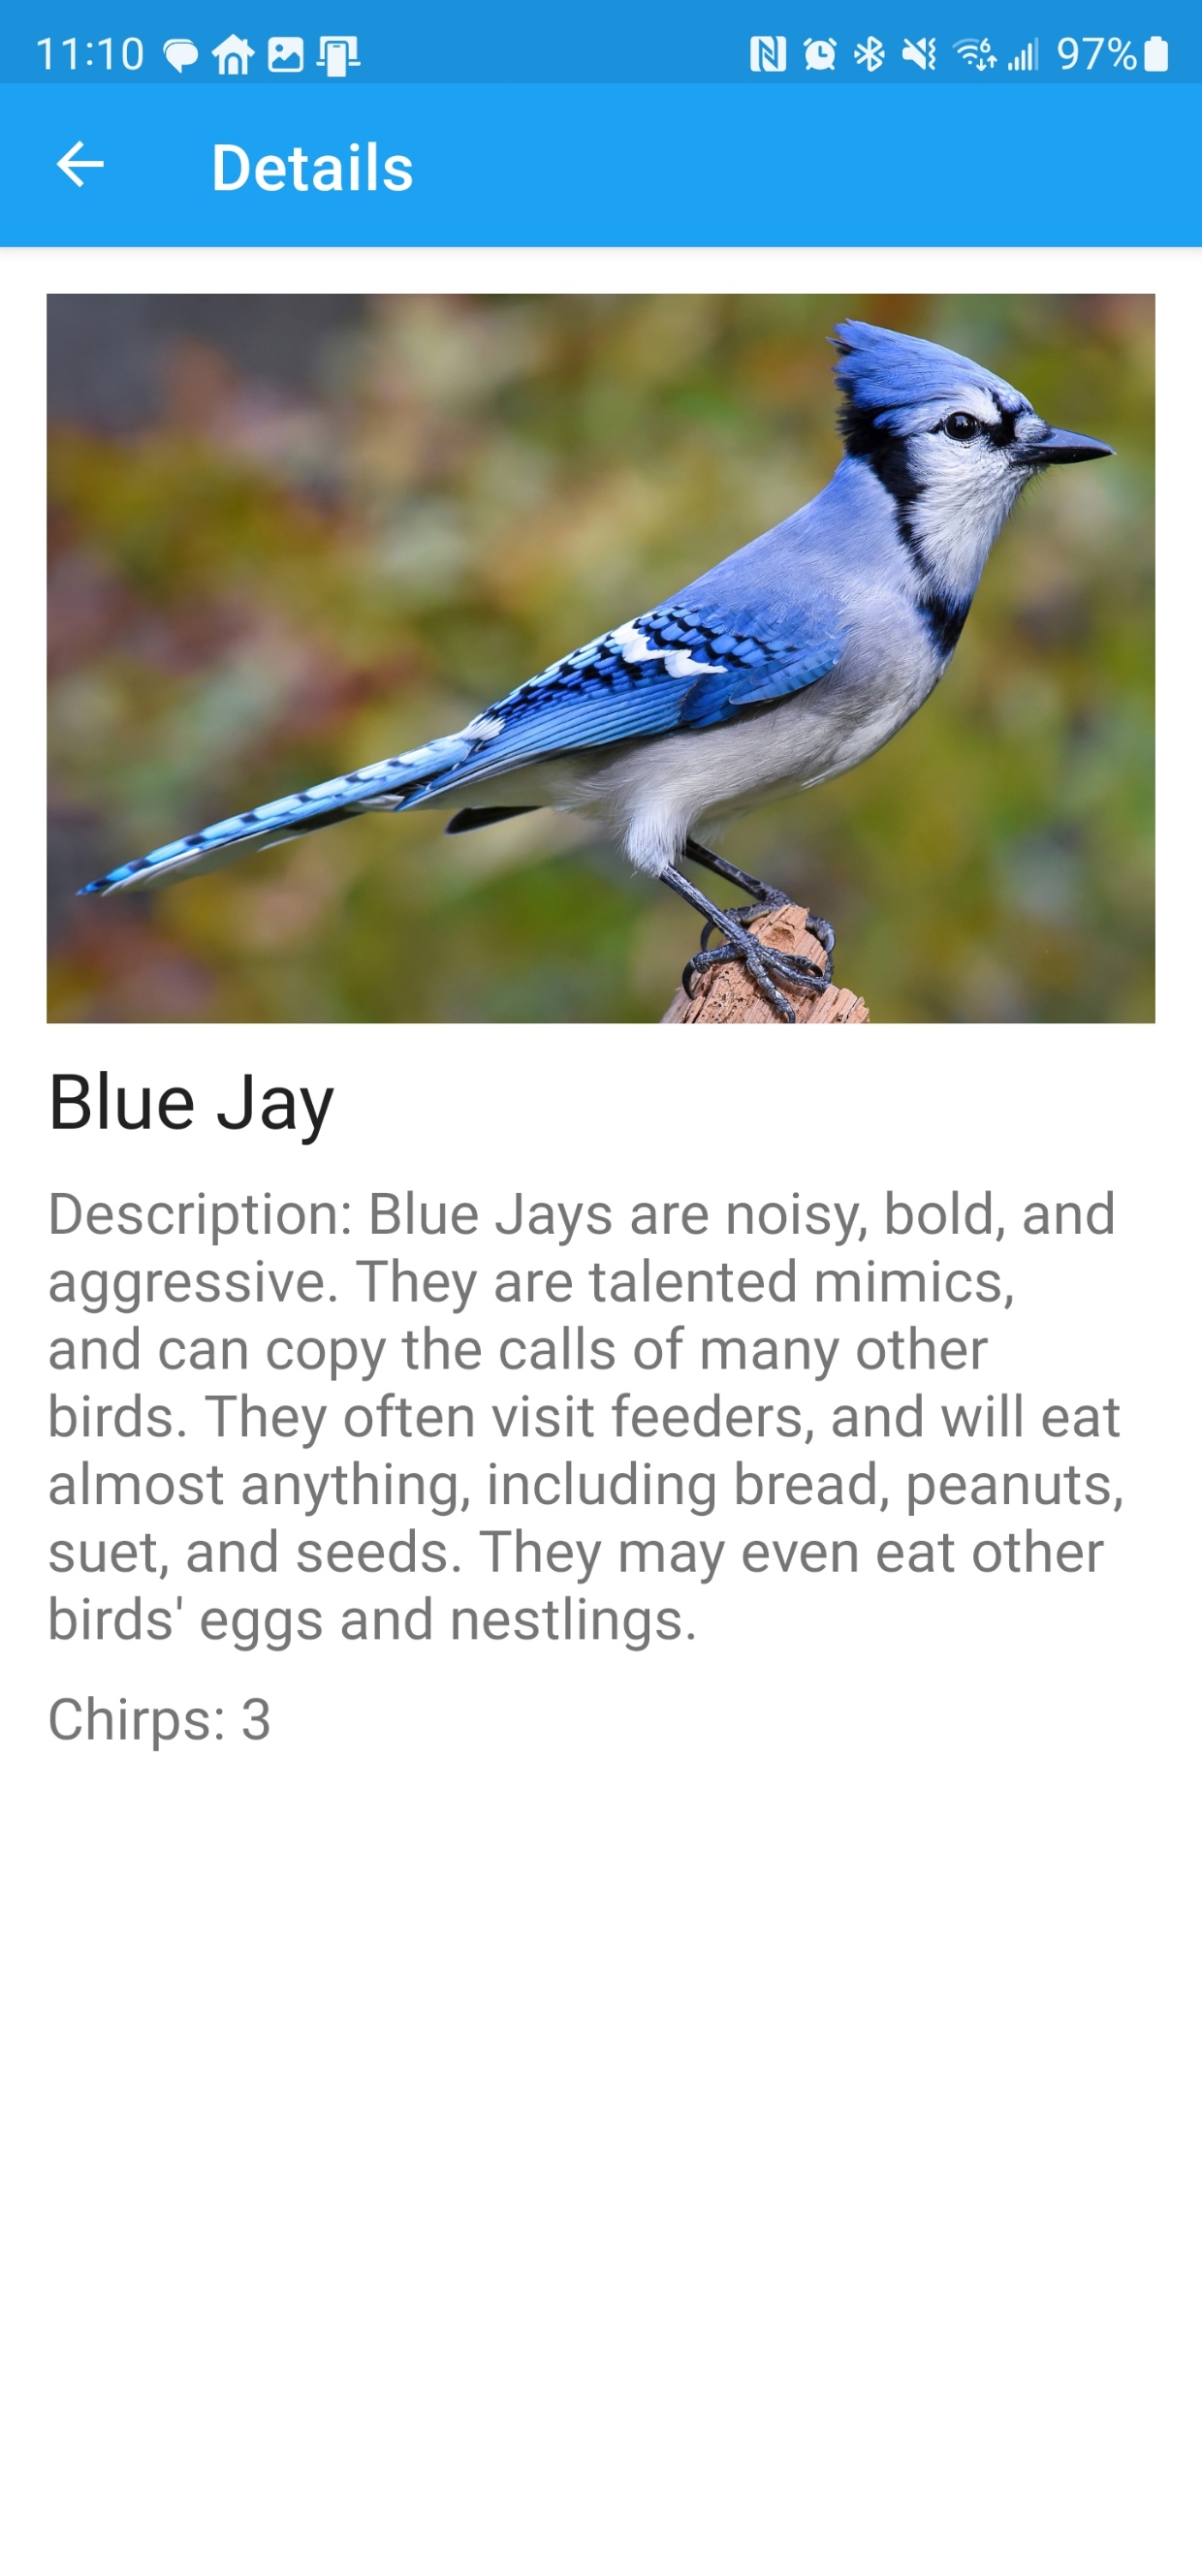 11:10 97%
Details
Blue Jay
Description: Blue Jays are noisy, bold, and
aggressive. They are talented mimics,
and can copy the calls of many other
birds. They often visit feeders, and will eat
almost anything, including bread, peanuts,
suet, and seeds. They may even eat other
birds' eggs and nestlings.
Chirps: 3